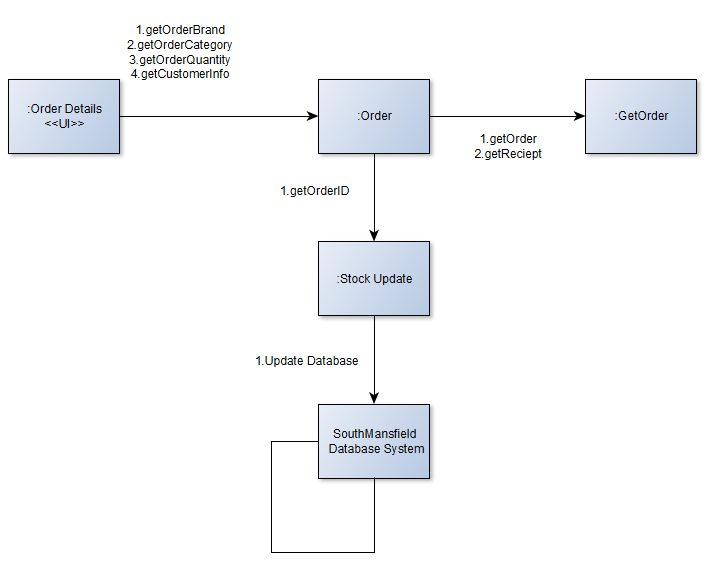 1.getOrderBrand
2.getOrderCategory
3.getOrderQuantity
4.getCustomerInfo
:Order Details
<<UI>>
:Order
1.getOrder
2.getReciept
:GetOrder
1.getOrderID
:Stock Update
1.Update Database
SouthMansfield
Database System